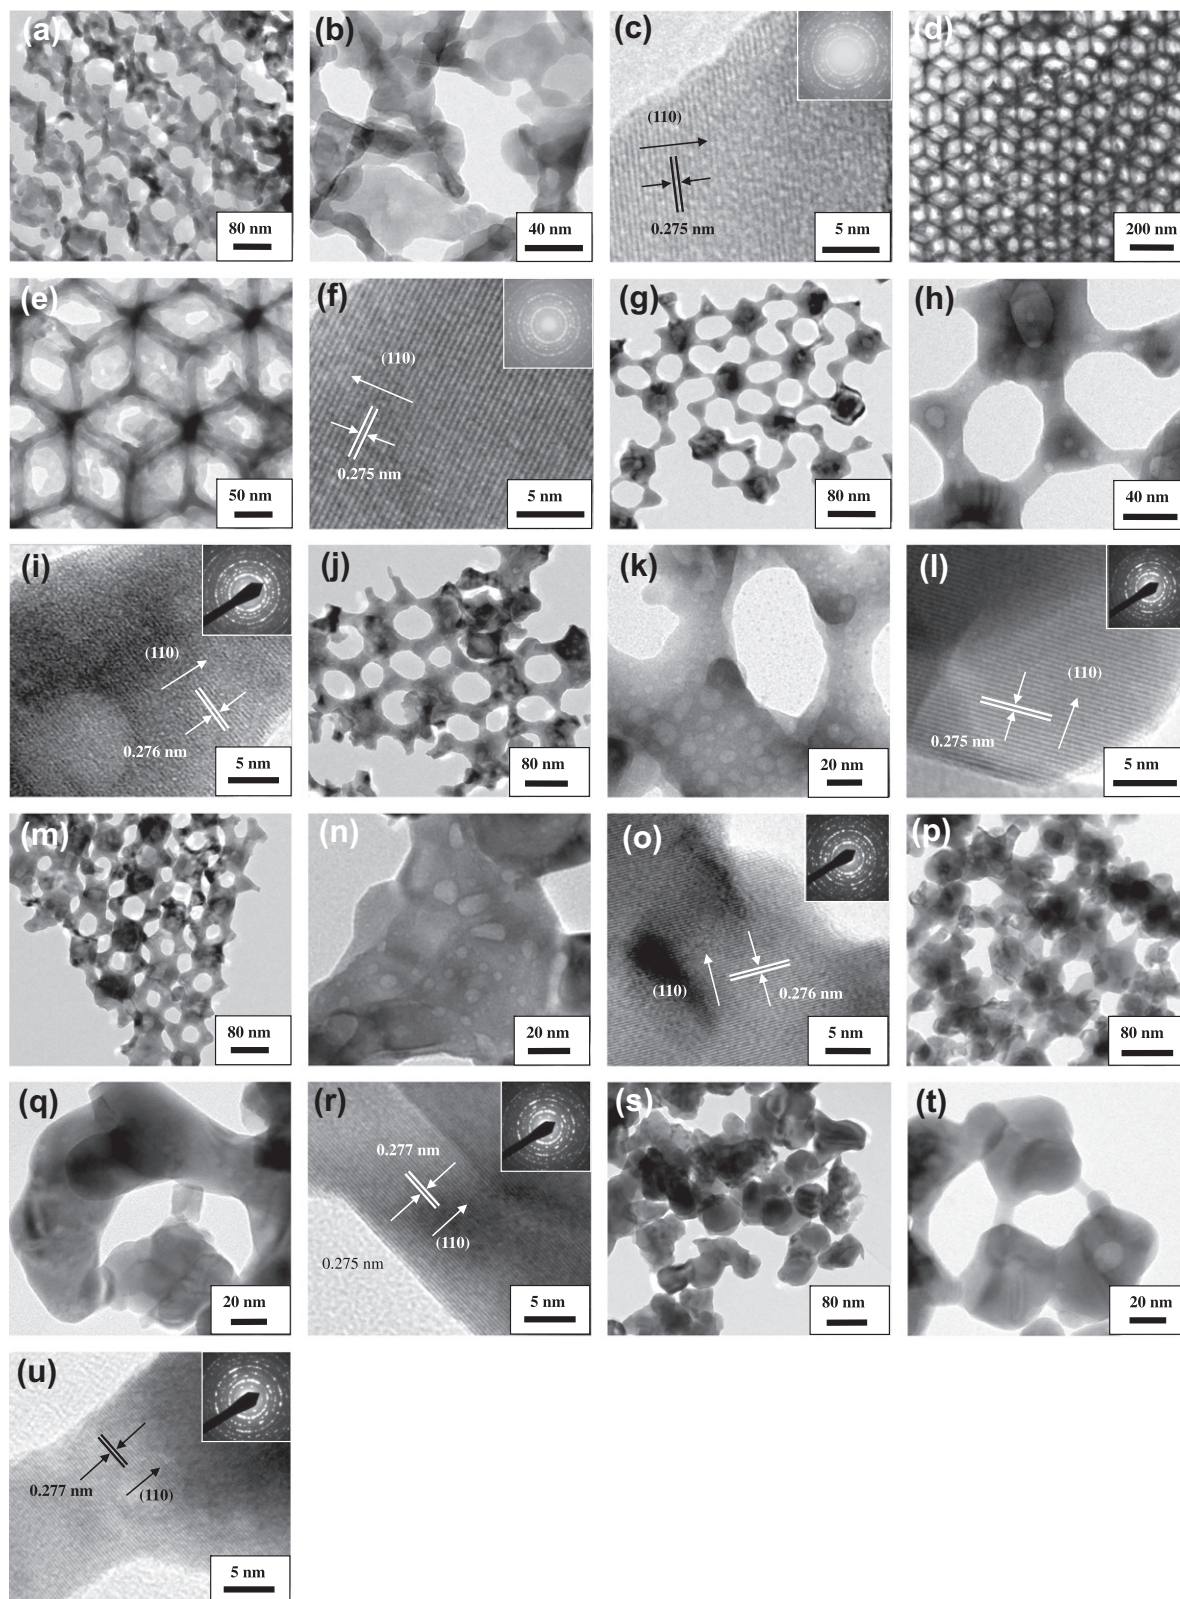 (a)
80 nm
(b)
40 nm
(c)
(110)
0.275 nm
5 nm
(d)
200 nm
(e)
50 nm
(f)
(110)
0.275 nm
5 nm
(g)
80 nm
(h)
40 nm
(i)
(110)
0.276 nm
5 nm
(j)
80 nm
(k)
20 nm
(l)
(110)
0.275 nm
5 nm
(m)
80 nm
(n)
20 nm
(o)
(110)
0.276 nm
5 nm
(p)
80 nm
(q)
20 nm
(r)
0.277 nm
(110)
0.275 nm
5 nm
(s)
80 nm
(t)
20 nm
(u)
0.277 nm
(110)
5 nm